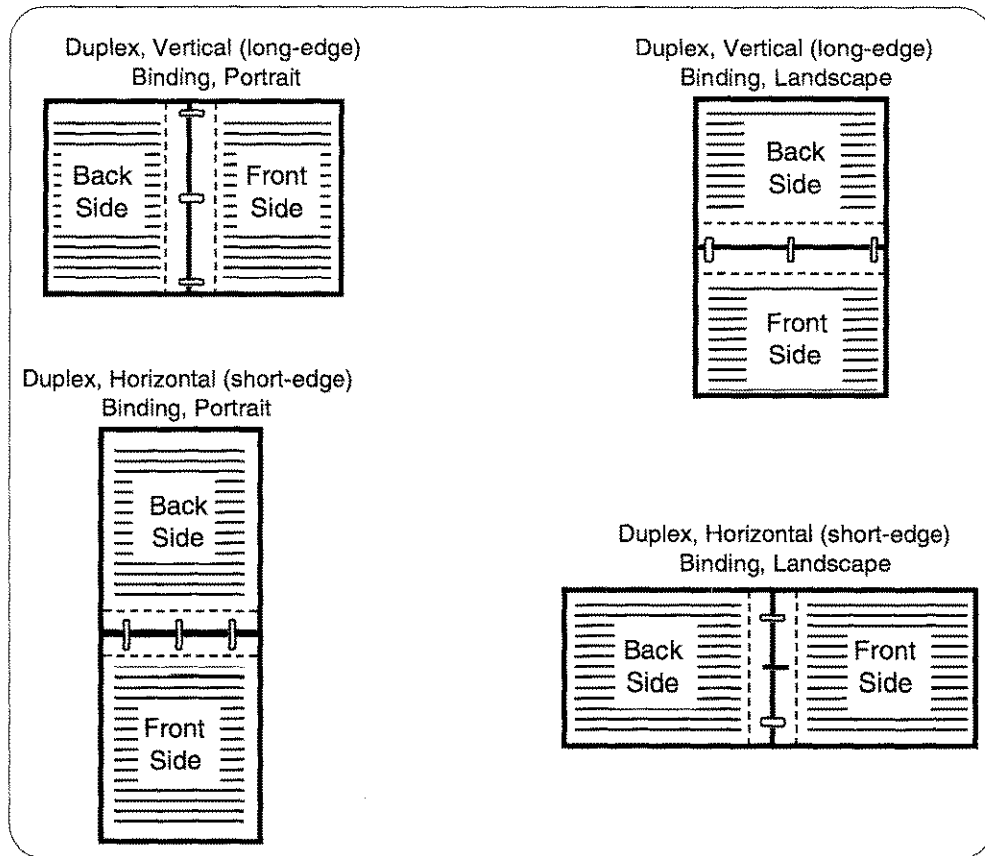 Duplex, Vertical (long-edge)
Binding, Portrait
Back
Side
Front
Side
Duplex, Vertical (long-edge)
Binding, Landscape
Back
Side
Front
Side
Duplex, Horizontal (short-edge)
Binding, Portrait
Back
Side
Front
Side
Duplex, Horizontal (short-edge)
Binding, Landscape
Back
Side
Front
Side